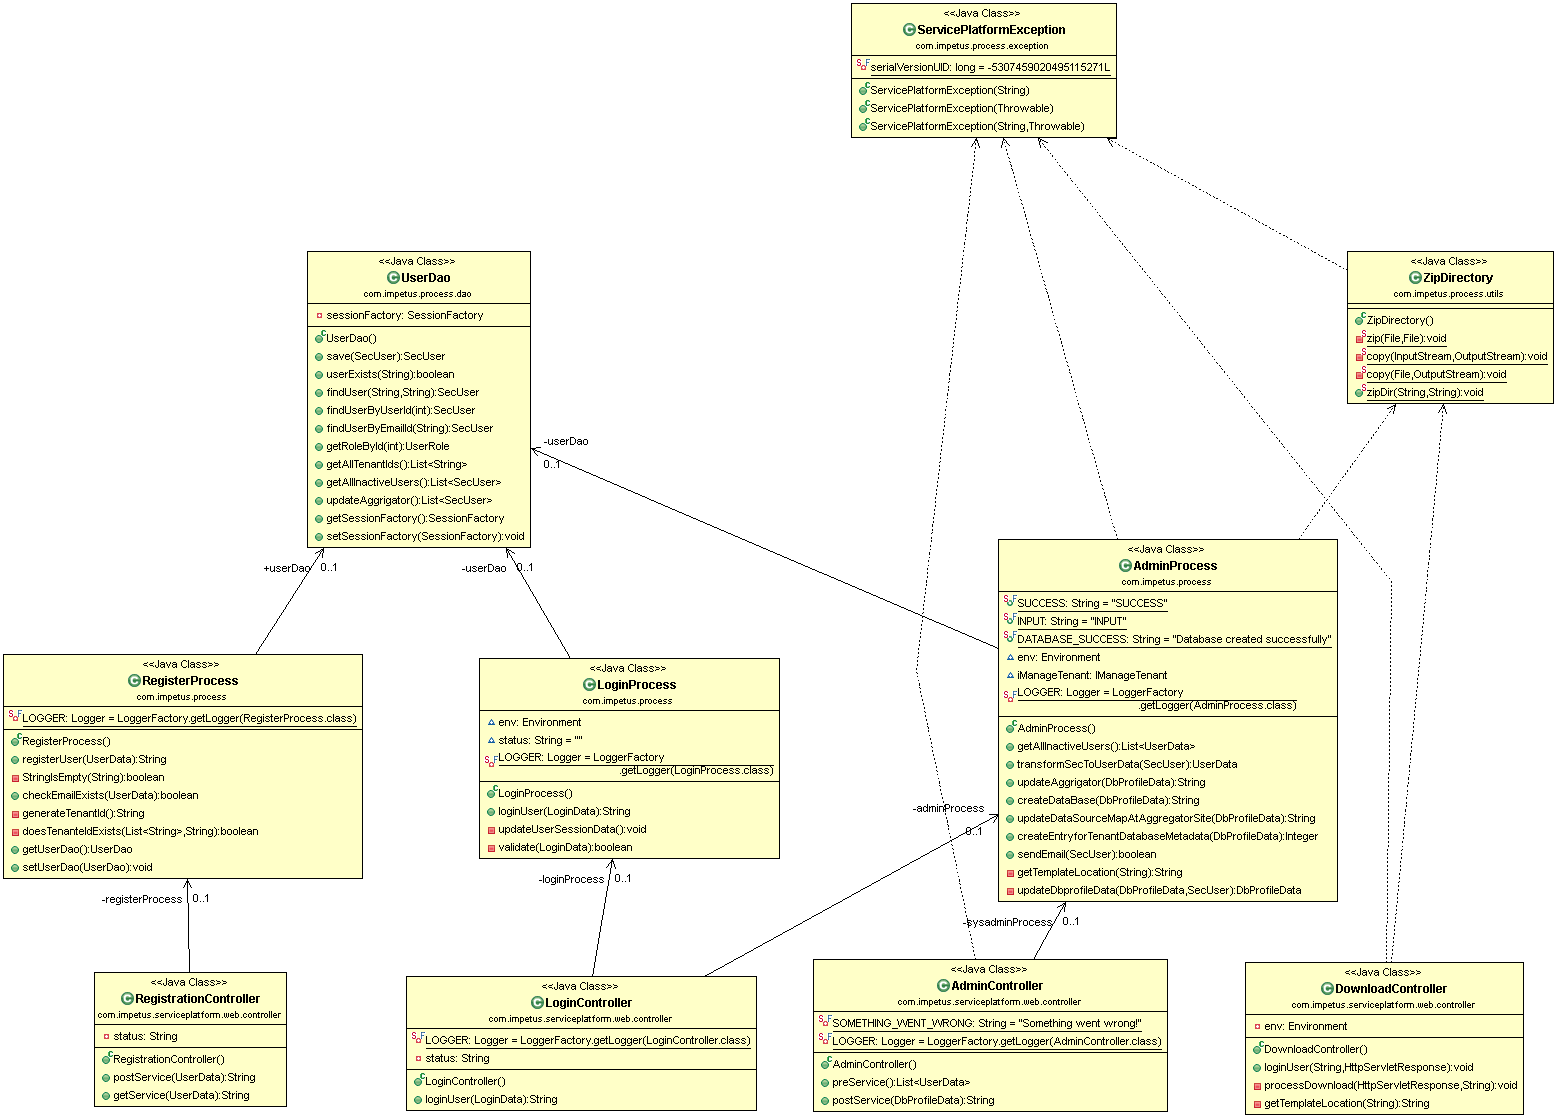 <<Java Class>>
ServicePlatformException
com.impetus.process.exception
serialVersionUID: long = -5307459020495115271L
ServicePlatformException(String)
ServicePlatformException(Throwable)
ServicePlatformException(String,Throwable)
<<Java Class>>
UserDao
com.impetus.process.dao
sessionFactory: SessionFactory
UserDao()
save(SecUser):SecUser
userExists(String):boolean
findUser(String,String):SecUser
findUserByUserId(int):SecUser
findUserByEmailId(String):SecUser
getRoleById(int):UserRole
getAllTenantIds():List<String>
getAllInactiveUsers():List<SecUser>
updateAggrigator():List<SecUser>
getSessionFactory():SessionFactory
setSessionFactory(SessionFactory):void
<<Java Class>>
ZipDirectory
com.impetus.process.utils
ZipDirectory()
zip(File,File):void
copy(InputStream,OutputStream):void
copy(File,OutputStream):void
zipDir(String,String):void
-userDao
0..1
+userDao
0..1
-userDao
0..1
<<Java Class>>
AdminProcess
com.impetus.process
SUCCESS: String = "SUCCESS"
INPUT: String = "INPUT"
DATABASE_SUCCESS: String = "Database created successfully"
env: Environment
iManageTenant: IManageTenant
LOGGER: Logger = LoggerFactory
.getLogger(AdminProcess.class)
AdminProcess()
getAllInactiveUsers():List<UserData>
transformSecToUserData(SecUser):UserData
updateAggrigator(DbProfileData):String
createDataBase(DbProfileData):String
updateDataSourceMapAtAggregatorSite(DbProfileData):String
createEntryforTenantDatabaseMetadata(DbProfileData):Integer
sendEmail(SecUser):boolean
getTemplateLocation(String):String
updateDbprofileData(DbProfileData,SecUser):DbProfileData
<<Java Class>>
RegisterProcess
com.impetus.process
LOGGER: Logger = LoggerFactory.getLogger(RegisterProcess.class)
RegisterProcess()
registerUser(UserData):String
StringIsEmpty(String):boolean
checkEmailExists(UserData):boolean
generateTenantId():String
doesTenanteIdExists(List<String>,String):boolean
getUserDao():UserDao
setUserDao(UserDao):void
<<Java Class>>
LoginProcess
com.impetus.process
env: Environment
status: String = ""
LOGGER: Logger = LoggerFactory
.getLogger(LoginProcess.class)
LoginProcess()
loginUser(LoginData):String
updateUserSessionData():void
validate(LoginData):boolean
-adminProcess
0..1
-loginProcess
0..1
-registerProcess
0..1
-sysadminProcess
0..1
<<Java Class>>
RegistrationController
com.impetus.serviceplatform.web.controller
status: String
RegistrationController()
postService(UserData):String
getService(UserData):String
<<Java Class>>
LoginController
com.impetus.serviceplatform.web.controller
LOGGER: Logger = LoggerFactory.getLogger(LoginController.class)
status: String
LoginController()
loginUser(LoginData):String
<<Java Class>>
AdminController
com.impetus.serviceplatform.web.controller
SOMETHING_WENT_WRONG: String = "Something went wrong!"
LOGGER: Logger = LoggerFactory.getLogger(AdminController.class)
AdminController()
preService():List<UserData>
postService(DbProfileData):String
<<Java Class>>
DownloadController
com.impetus.serviceplatform.web.controller
env: Environment
DownloadController()
loginUser(String,HttpServletResponse):void
processDownload(HttpServletResponse,String):void
getTemplateLocation(String):String